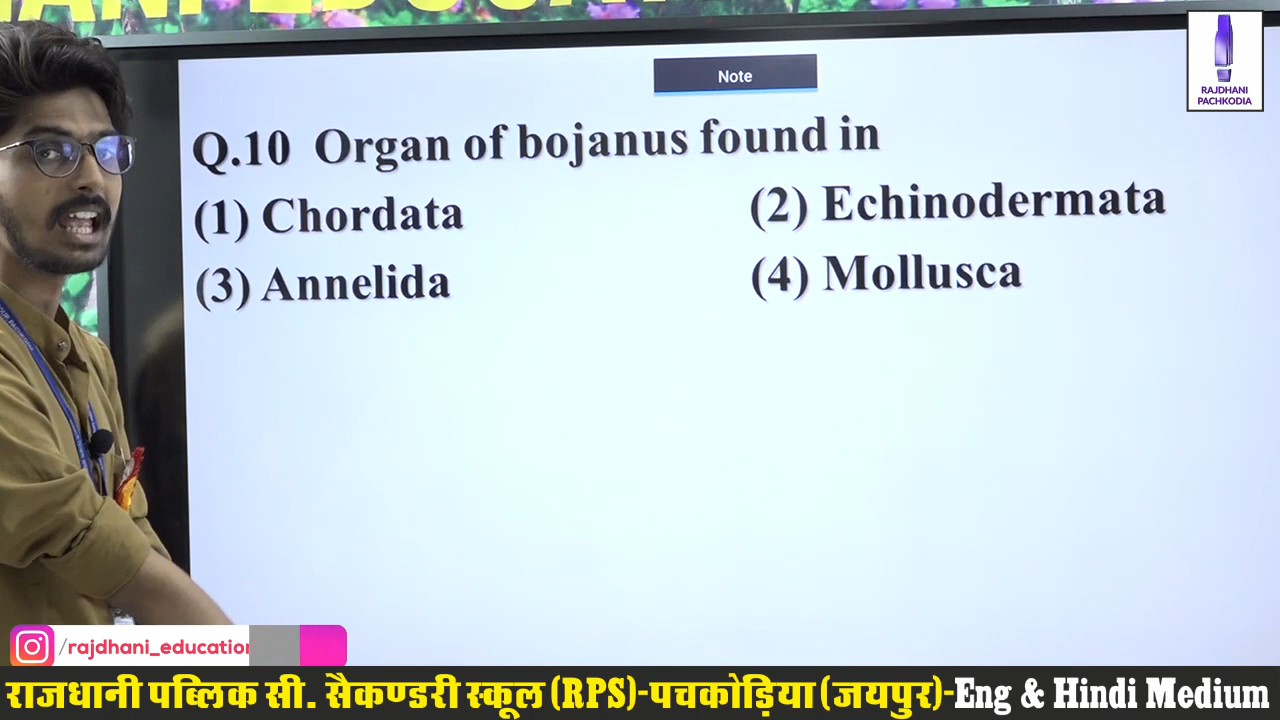 Note
RAJDHANI
PACHKODIA
Q.10 Organ of bojanus found in
(1) Chordata
(2) Echinodermata
(3) Annelida
(4) Mollusca
/rajdhani_education
राजधानी पब्लिक सी. सैकण्डरी स्कूल (RPS)-पचकोड़िया (जयपुर)-Eng & Hindi Medium